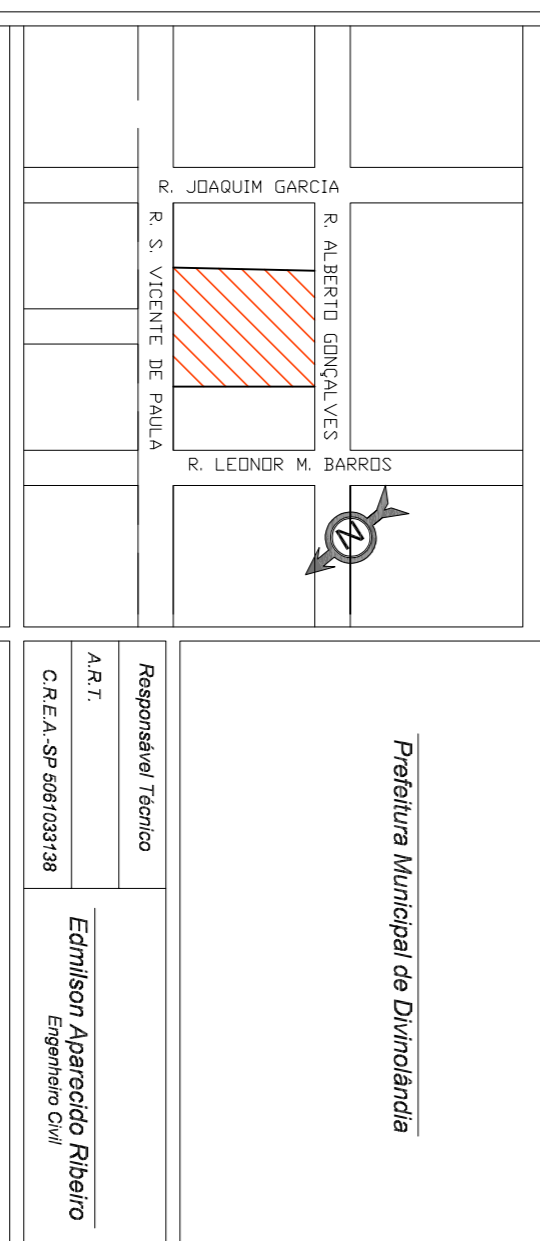 R. JOAQUIM GARCIA
R. S. VICENTE DE PAULA
R. ALBERTO GONÇALVES
R. LEONOR M. BARROS
N
Prefeitura Municipal de Divinolândia
Responsável Técnico
A.R.T.
C.R.E.A.-SP 5061033138
Edmilson Aparecido Ribeiro
Engenheiro Civil